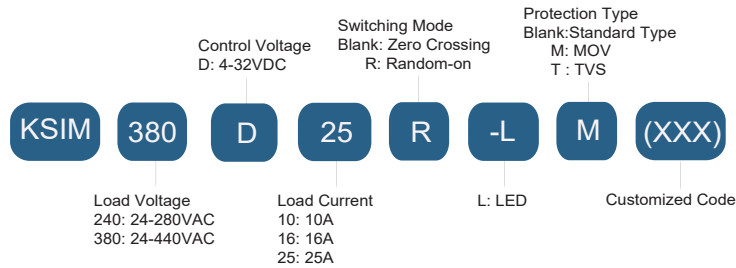 Control Voltage
D: 4-32VDC
Switching Mode
Blank: Zero Crossing
R: Random-on
Protection Type
Blank:Standard Type
M: MOV
T : TVS
KSIM 380 D 25 R -L M (XXX)
Load Voltage
240: 24-280VAC
380: 24-440VAC
Load Current
10: 10A
16: 16A
25: 25A
L: LED
Customized Code